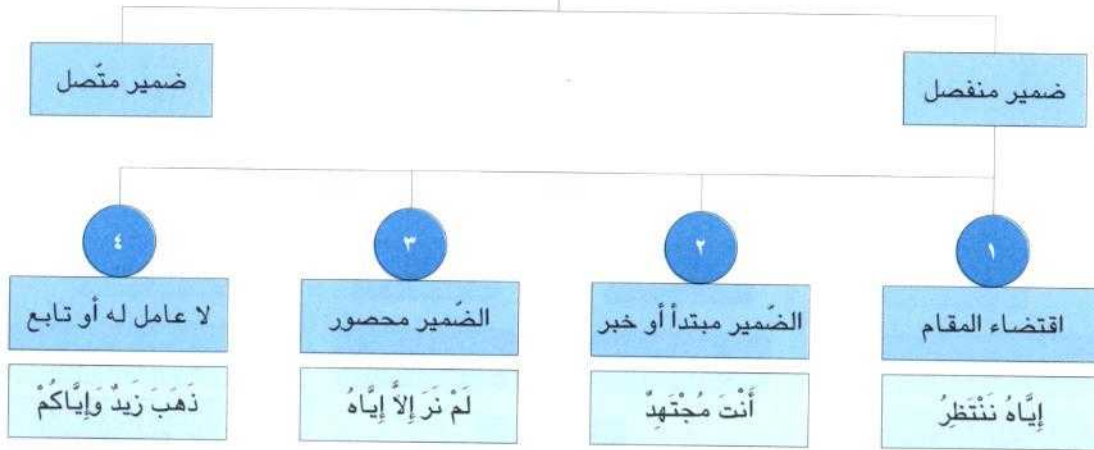 ضمير منفصل
ضمير متّصل
١
٢
٣
٤
اقتضاء المقام
الضّمير مبتدأ أو خبر
الضّمير محصور
لا عامل له أو تابع
إِيَّاهُ نَنْتَظِرُ
أَنْتَ مُجْتَهِدٌ
لَمْ نَرَ إِلاَّ إِيَّاهُ
ذَهَبَ زَيدٌ وَإِيَّاكُمْ